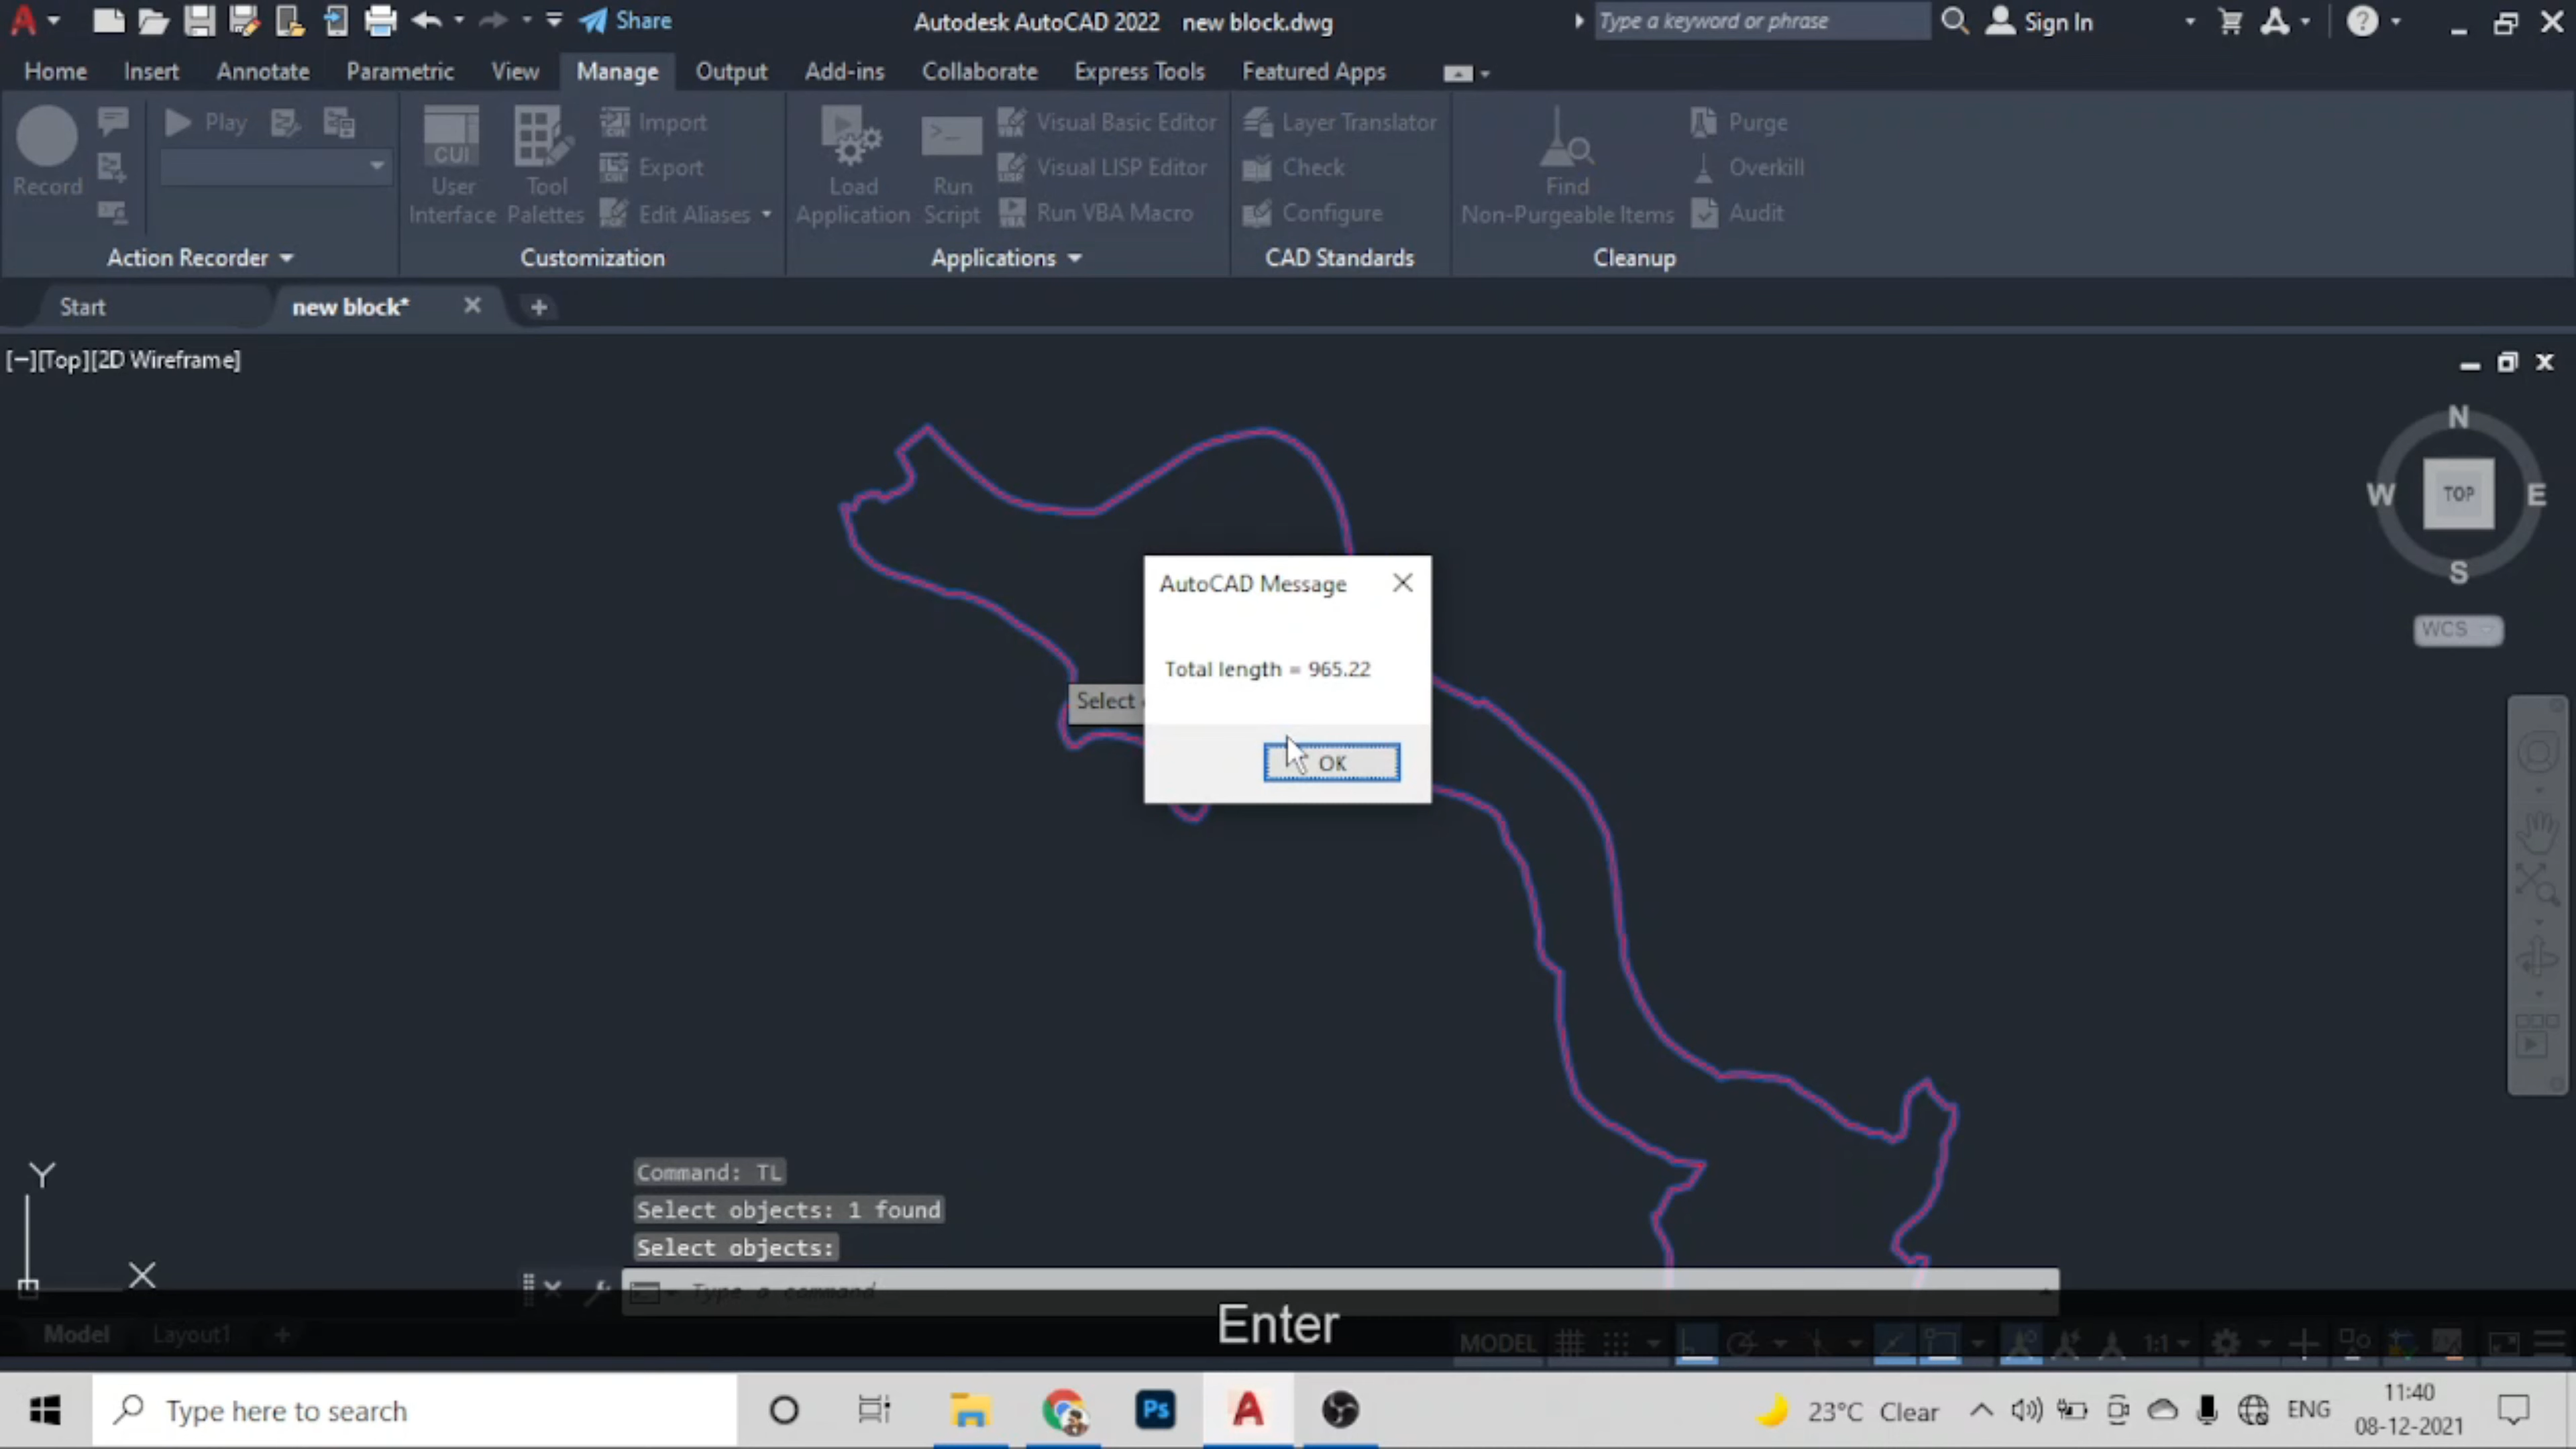 Share
Autodesk AutoCAD 2022 new block.dwg
Type a keyword or phrase
Sign In
Home Insert Annotate Parametric View Manage Output Add-ins Collaborate Express Tools Featured Apps
Record
Play
CUI
User Interface
Tool Palettes
Import
Export
Edit Aliases
Load Application
Run Script
Visual Basic Editor
Visual LISP Editor
Run VBA Macro
Layer Translator
Check
Configure
Find Non-Purgeable Items
Purge
Overkill
Audit
Action Recorder
Customization
Applications
CAD Standards
Cleanup
Start
new block*
[−][Top][2D Wireframe]
N
W
TOP
E
S
WCS
AutoCAD Message
Total length = 965.22
OK
Select
Command: TL
Select objects: 1 found
Select objects:
Type a command
Y
X
Enter
Model
Layout1
MODEL
1:1
Type here to search
Ps
23°C Clear
ENG
11:40
08-12-2021